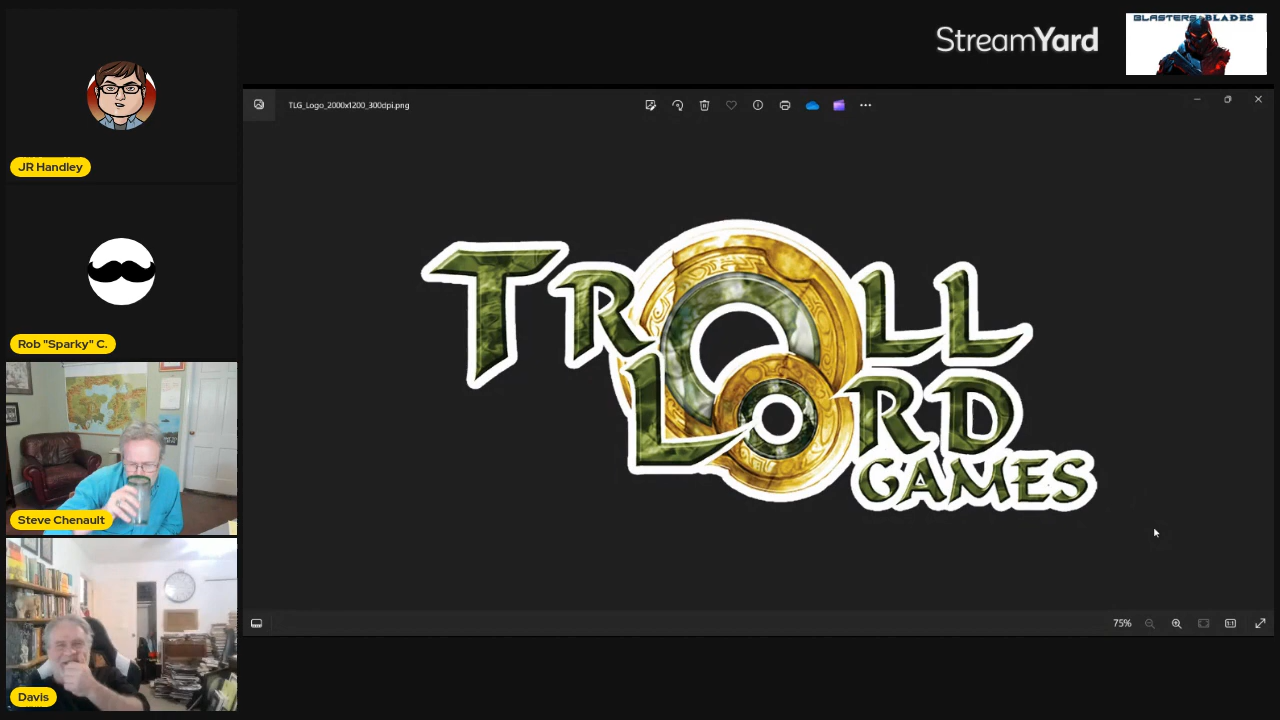 StreamYard
BLASTERS & BLADES
TLG_Logo_2000x1200_300dpi.png
JR Handley
Rob "Sparky" C.
Steve Chenault
Davis
TROLL
LORD
GAMES
75%